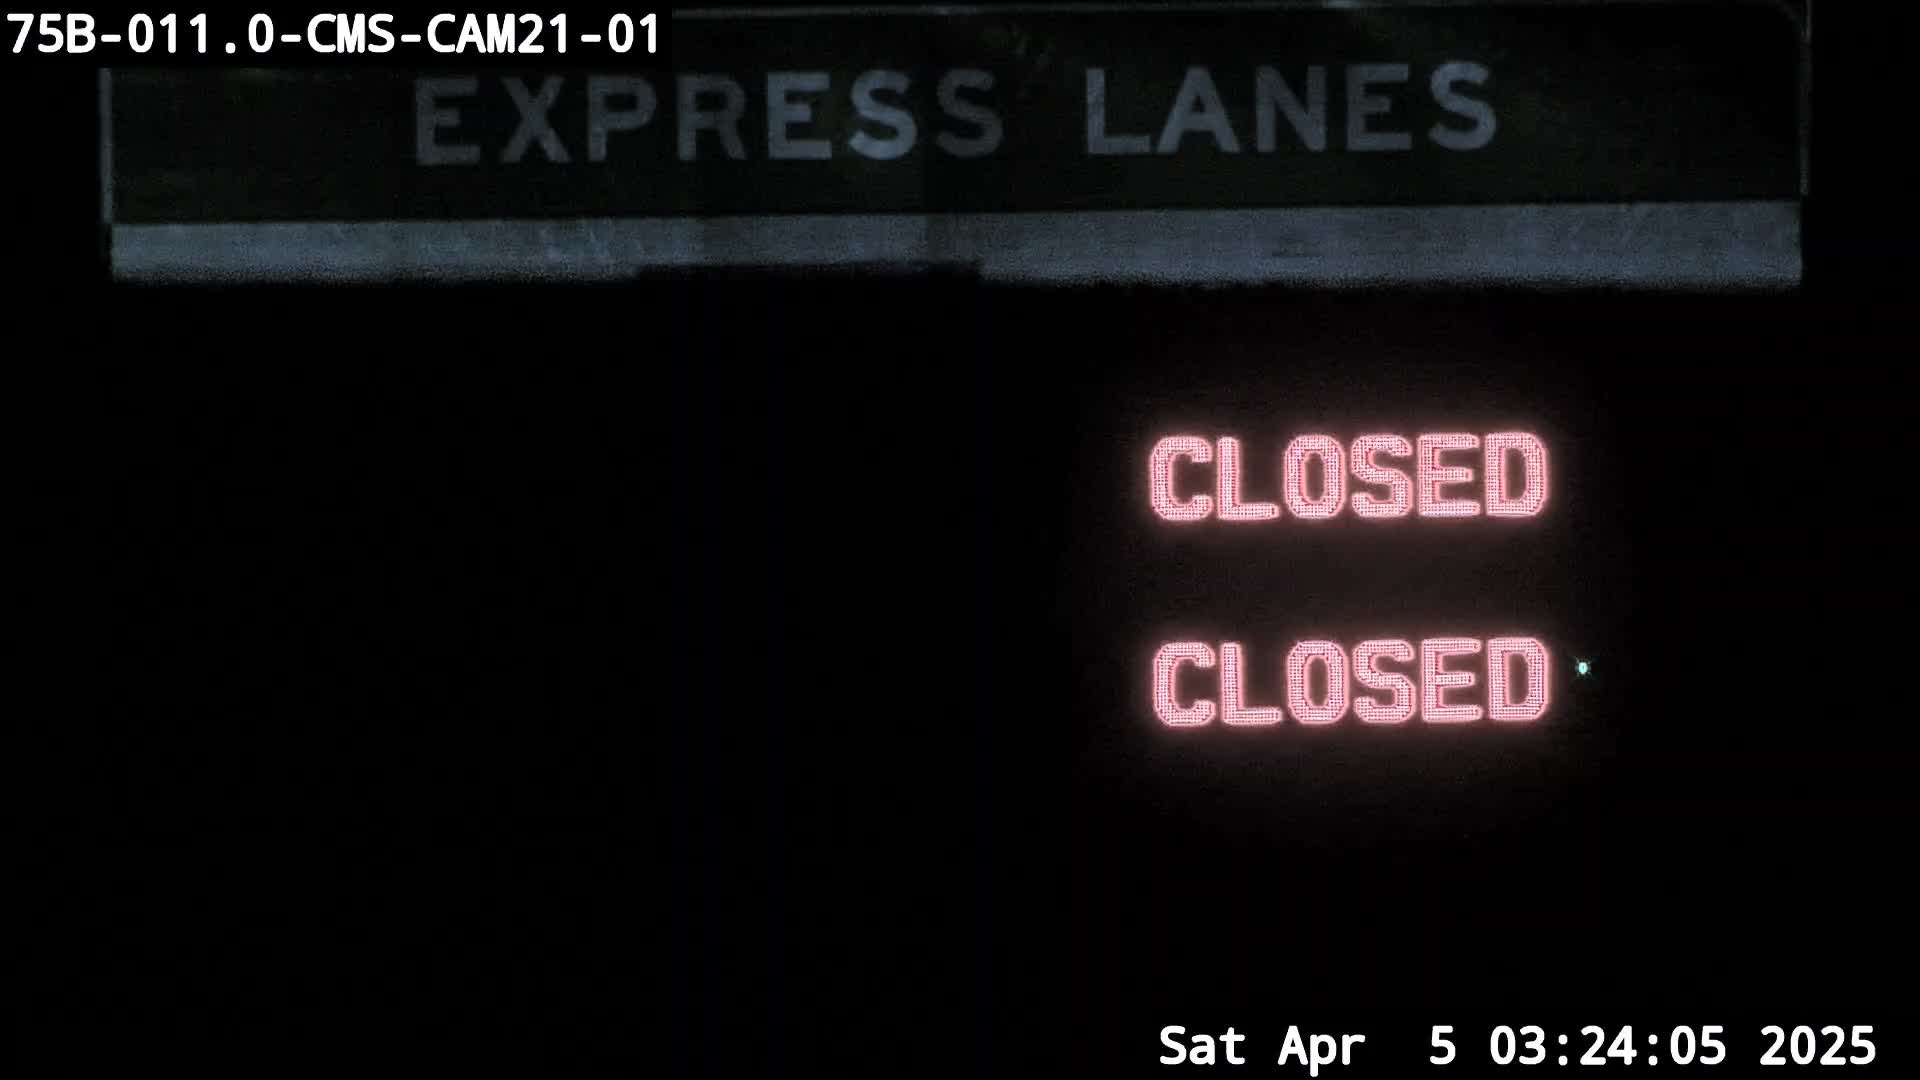 75B-011.0-CMS-CAM21-01
EXPRESS LANES
CLOSED
CLOSED
Sat Apr  5 03:24:05 2025